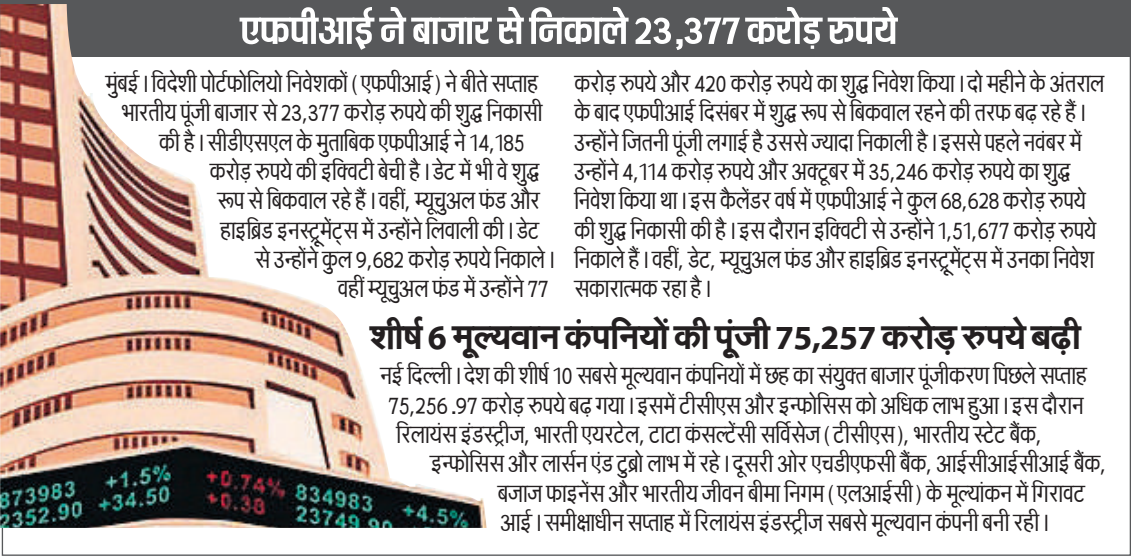 एफपीआई ने बाजार से निकाले 23,377 करोड़ रुपये
मुंबई । विदेशी पोर्टफोलियो निवेशकों ( एफपीआई ) ने बीते सप्ताह
भारतीय पूंजी बाजार से 23,377 करोड़ रुपये की शुद्ध निकासी
की है । सीडीएसएल के मुताबिक एफपीआई ने 14,185
करोड़ रुपये की इक्विटी बेची है । डेट में भी वे शुद्ध
रूप से बिकवाल रहे हैं । वहीं, म्यूचुअल फंड और
हाइब्रिड इनस्ट्रूमेंट्स में उन्होंने लिवाली की । डेट
से उन्होंने कुल 9,682 करोड़ रुपये निकाले ।
वहीं म्यूचुअल फंड में उन्होंने 77
करोड़ रुपये और 420 करोड़ रुपये का शुद्ध निवेश किया । दो महीने के अंतराल
के बाद एफपीआई दिसंबर में शुद्ध रूप से बिकवाल रहने की तरफ बढ़ रहे हैं ।
उन्होंने जितनी पूंजी लगाई है उससे ज्यादा निकाली है । इससे पहले नवंबर में
उन्होंने 4,114 करोड़ रुपये और अक्टूबर में 35,246 करोड़ रुपये का शुद्ध
निवेश किया था । इस कैलेंडर वर्ष में एफपीआई ने कुल 68,628 करोड़ रुपये
की शुद्ध निकासी की है । इस दौरान इक्विटी से उन्होंने 1,51,677 करोड़ रुपये
निकाले हैं । वहीं, डेट, म्यूचुअल फंड और हाइब्रिड इनस्ट्रूमेंट्स में उनका निवेश
सकारात्मक रहा है ।
शीर्ष 6 मूल्यवान कंपनियों की पूंजी 75,257 करोड़ रुपये बढ़ी
नई दिल्ली । देश की शीर्ष 10 सबसे मूल्यवान कंपनियों में छह का संयुक्त बाजार पूंजीकरण पिछले सप्ताह
75,256 .97 करोड़ रुपये बढ़ गया । इसमें टीसीएस और इन्फोसिस को अधिक लाभ हुआ । इस दौरान
रिलायंस इंडस्ट्रीज, भारती एयरटेल, टाटा कंसल्टेंसी सर्विसेज ( टीसीएस ), भारतीय स्टेट बैंक,
इन्फोसिस और लार्सन एंड टुब्रो लाभ में रहे । दूसरी ओर एचडीएफसी बैंक, आईसीआईसीआई बैंक,
बजाज फाइनेंस और भारतीय जीवन बीमा निगम ( एलआईसी ) के मूल्यांकन में गिरावट
आई । समीक्षाधीन सप्ताह में रिलायंस इंडस्ट्रीज सबसे मूल्यवान कंपनी बनी रही ।
873983 +1.5% +0.74% 834983
2352.90 +34.50 +0.38 23749.90 +4.5%